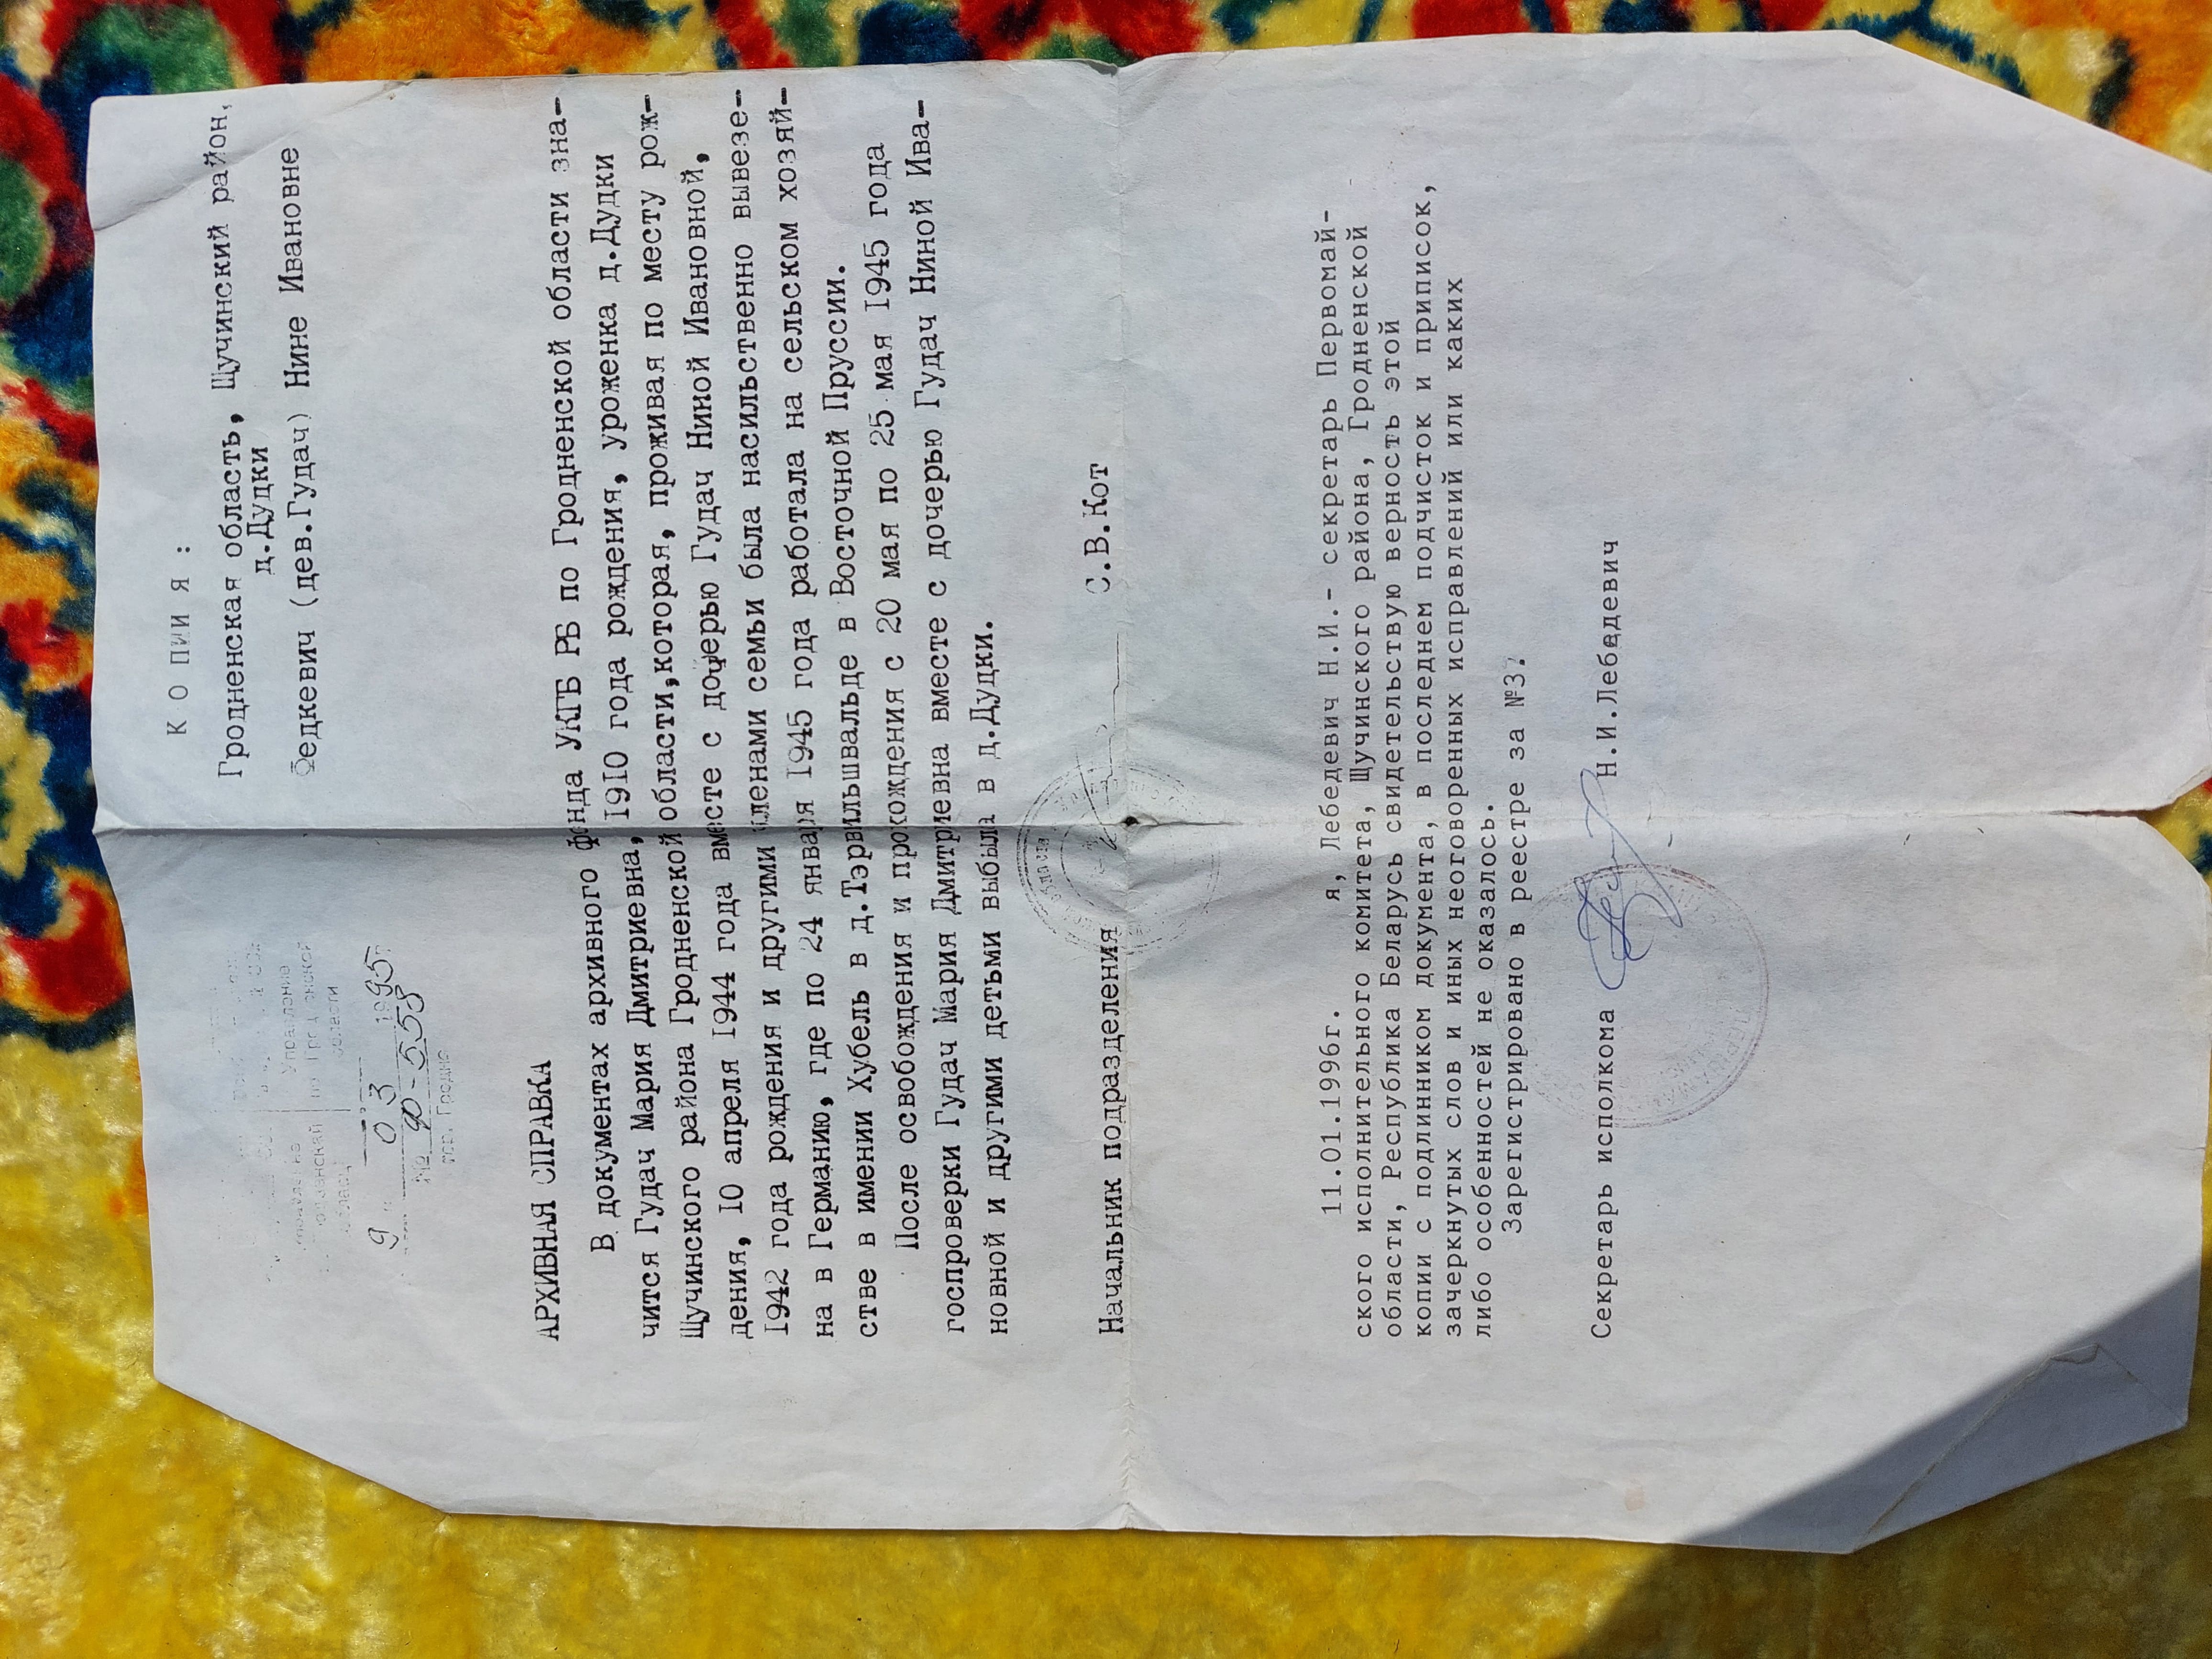 К О П И Я :
Гродненская область, Щучинский район,
д.Дудки
Федкевич (дев.Гудач) Нине Ивановне
Управление
по Гродненской
области
9 03 1995
№ 90-558
гор. Гродно
АРХИВНАЯ СПРАВКА
В документах архивного фонда УКГБ РБ по Гродненской области зна-
чится Гудач Мария Дмитриевна, 1910 года рождения, уроженка д.Дудки
Щучинского района Гродненской области,которая, проживая по месту рож-
дения, 10 апреля 1944 года вместе с дочерью Гудач Ниной Ивановной,
1942 года рождения и другими членами семьи была насильственно вывезе-
на в Германию, где по 24 января 1945 года работала на сельском хозяй-
стве в имении Хубель в д.Тэрвильшвальде в Восточной Пруссии.
После освобождения и прохождения с 20 мая по 25 мая 1945 года
госпроверки Гудач Мария Дмитриевна вместе с дочерью Гудач Ниной Ива-
новной и другими детьми выбыла в д.Дудки.
Начальник подразделения С.В.Кот
области
11.01.1996г. я, Лебедевич Н.И.- секретарь Первомай-
ского исполнительного комитета, Щучинского района, Гродненской
области, Республика Беларусь свидетельствую верность этой
копии с подлинником документа, в последнем подчисток и приписок,
зачеркнутых слов и иных неоговоренных исправлений или каких
либо особенностей не оказалось.
Зарегистрировано в реестре за №37
Секретарь исполкома Н.И.Лебедевич